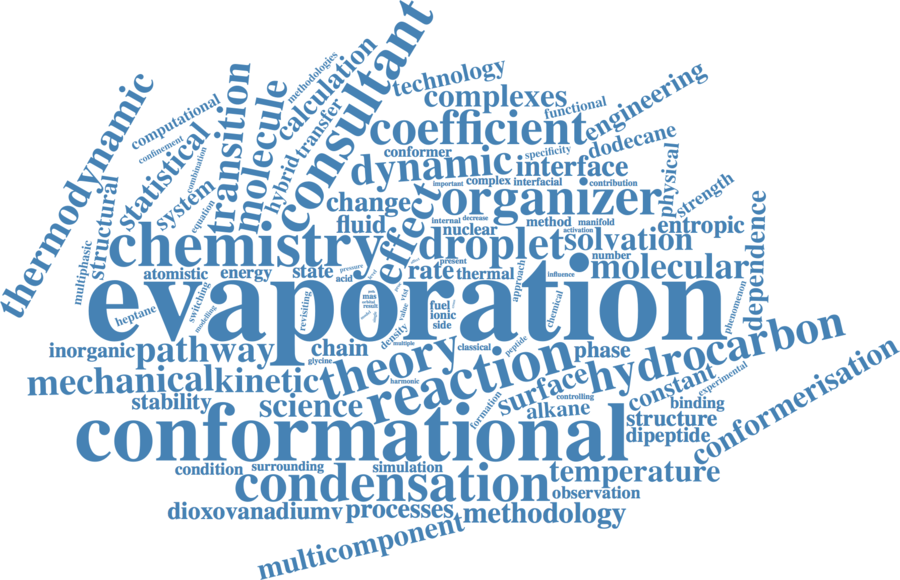 consultant
methodologies
calculation
technology
complexes
functional
engineering
thermodynamic
computational
confinement
combination
statistical
transition
molecule
hybrid
transfer
coefficient
dodecane
conformer
specificity
dynamic
interface
important
complex
interfacial
contribution
physical
strength
structural
system
equation
change
effect
organizer
fluid
internal
decrease
nuclear
method
manifold
activation
entropic
multiphasic
chemistry
droplet
solvation
number
molecular
dependence
atomistic
energy
state
pressure
acid
rate
present
thermal
approach
influence
phenomenon
evaporation
heptane
switching
modelling
revisiting
mas
result
density
value
fuel
ionic
side
chemical
inorganic
pathway
chain
glycine
multiple
theory
classical
peptide
reaction
phase
hydrocarbon
mechanical
kinetic
harmonic
surface
controlling
constant
experimental
conformerisation
stability
science
formation
alkane
binding
structure
conformational
dipeptide
condition
surrounding
simulation
temperature
condensation
observation
dioxovanadiumv
processes
methodology
multicomponent